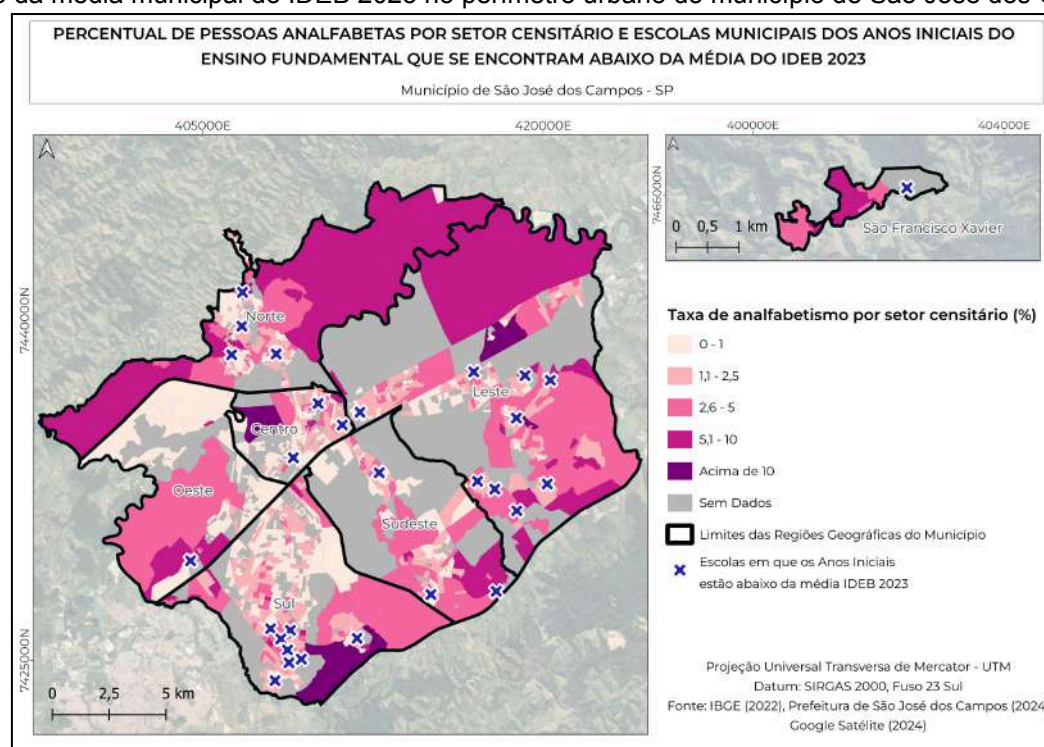 da média municipal do IDEB 2023 no perímetro urbano do município de São José dos
PERCENTUAL DE PESSOAS ANALFABETAS POR SETOR CENSITÁRIO E ESCOLAS MUNICIPAIS DOS ANOS INICIAIS DO
ENSINO FUNDAMENTAL QUE SE ENCONTRAM ABAIXO DA MÉDIA DO IDEB 2023
Município de São José dos Campos - SP
405000E 420000E
400000E 404000E
7466000N
0 0,5 1 km
São Francisco Xavier
7440000N
Norte
Leste
Centro
Oeste
Sudeste
Sul
7425000N
0 2,5 5 km
Taxa de analfabetismo por setor censitário (%)
0 - 1
1,1 - 2,5
2,6 - 5
5,1 - 10
Acima de 10
Sem Dados
Limites das Regiões Geográficas do Município
Escolas em que os Anos Iniciais
estão abaixo da média IDEB 2023
Projeção Universal Transversa de Mercator - UTM
Datum: SIRGAS 2000, Fuso 23 Sul
Fonte: IBGE (2022), Prefeitura de São José dos Campos (2024
Google Satélite (2024)